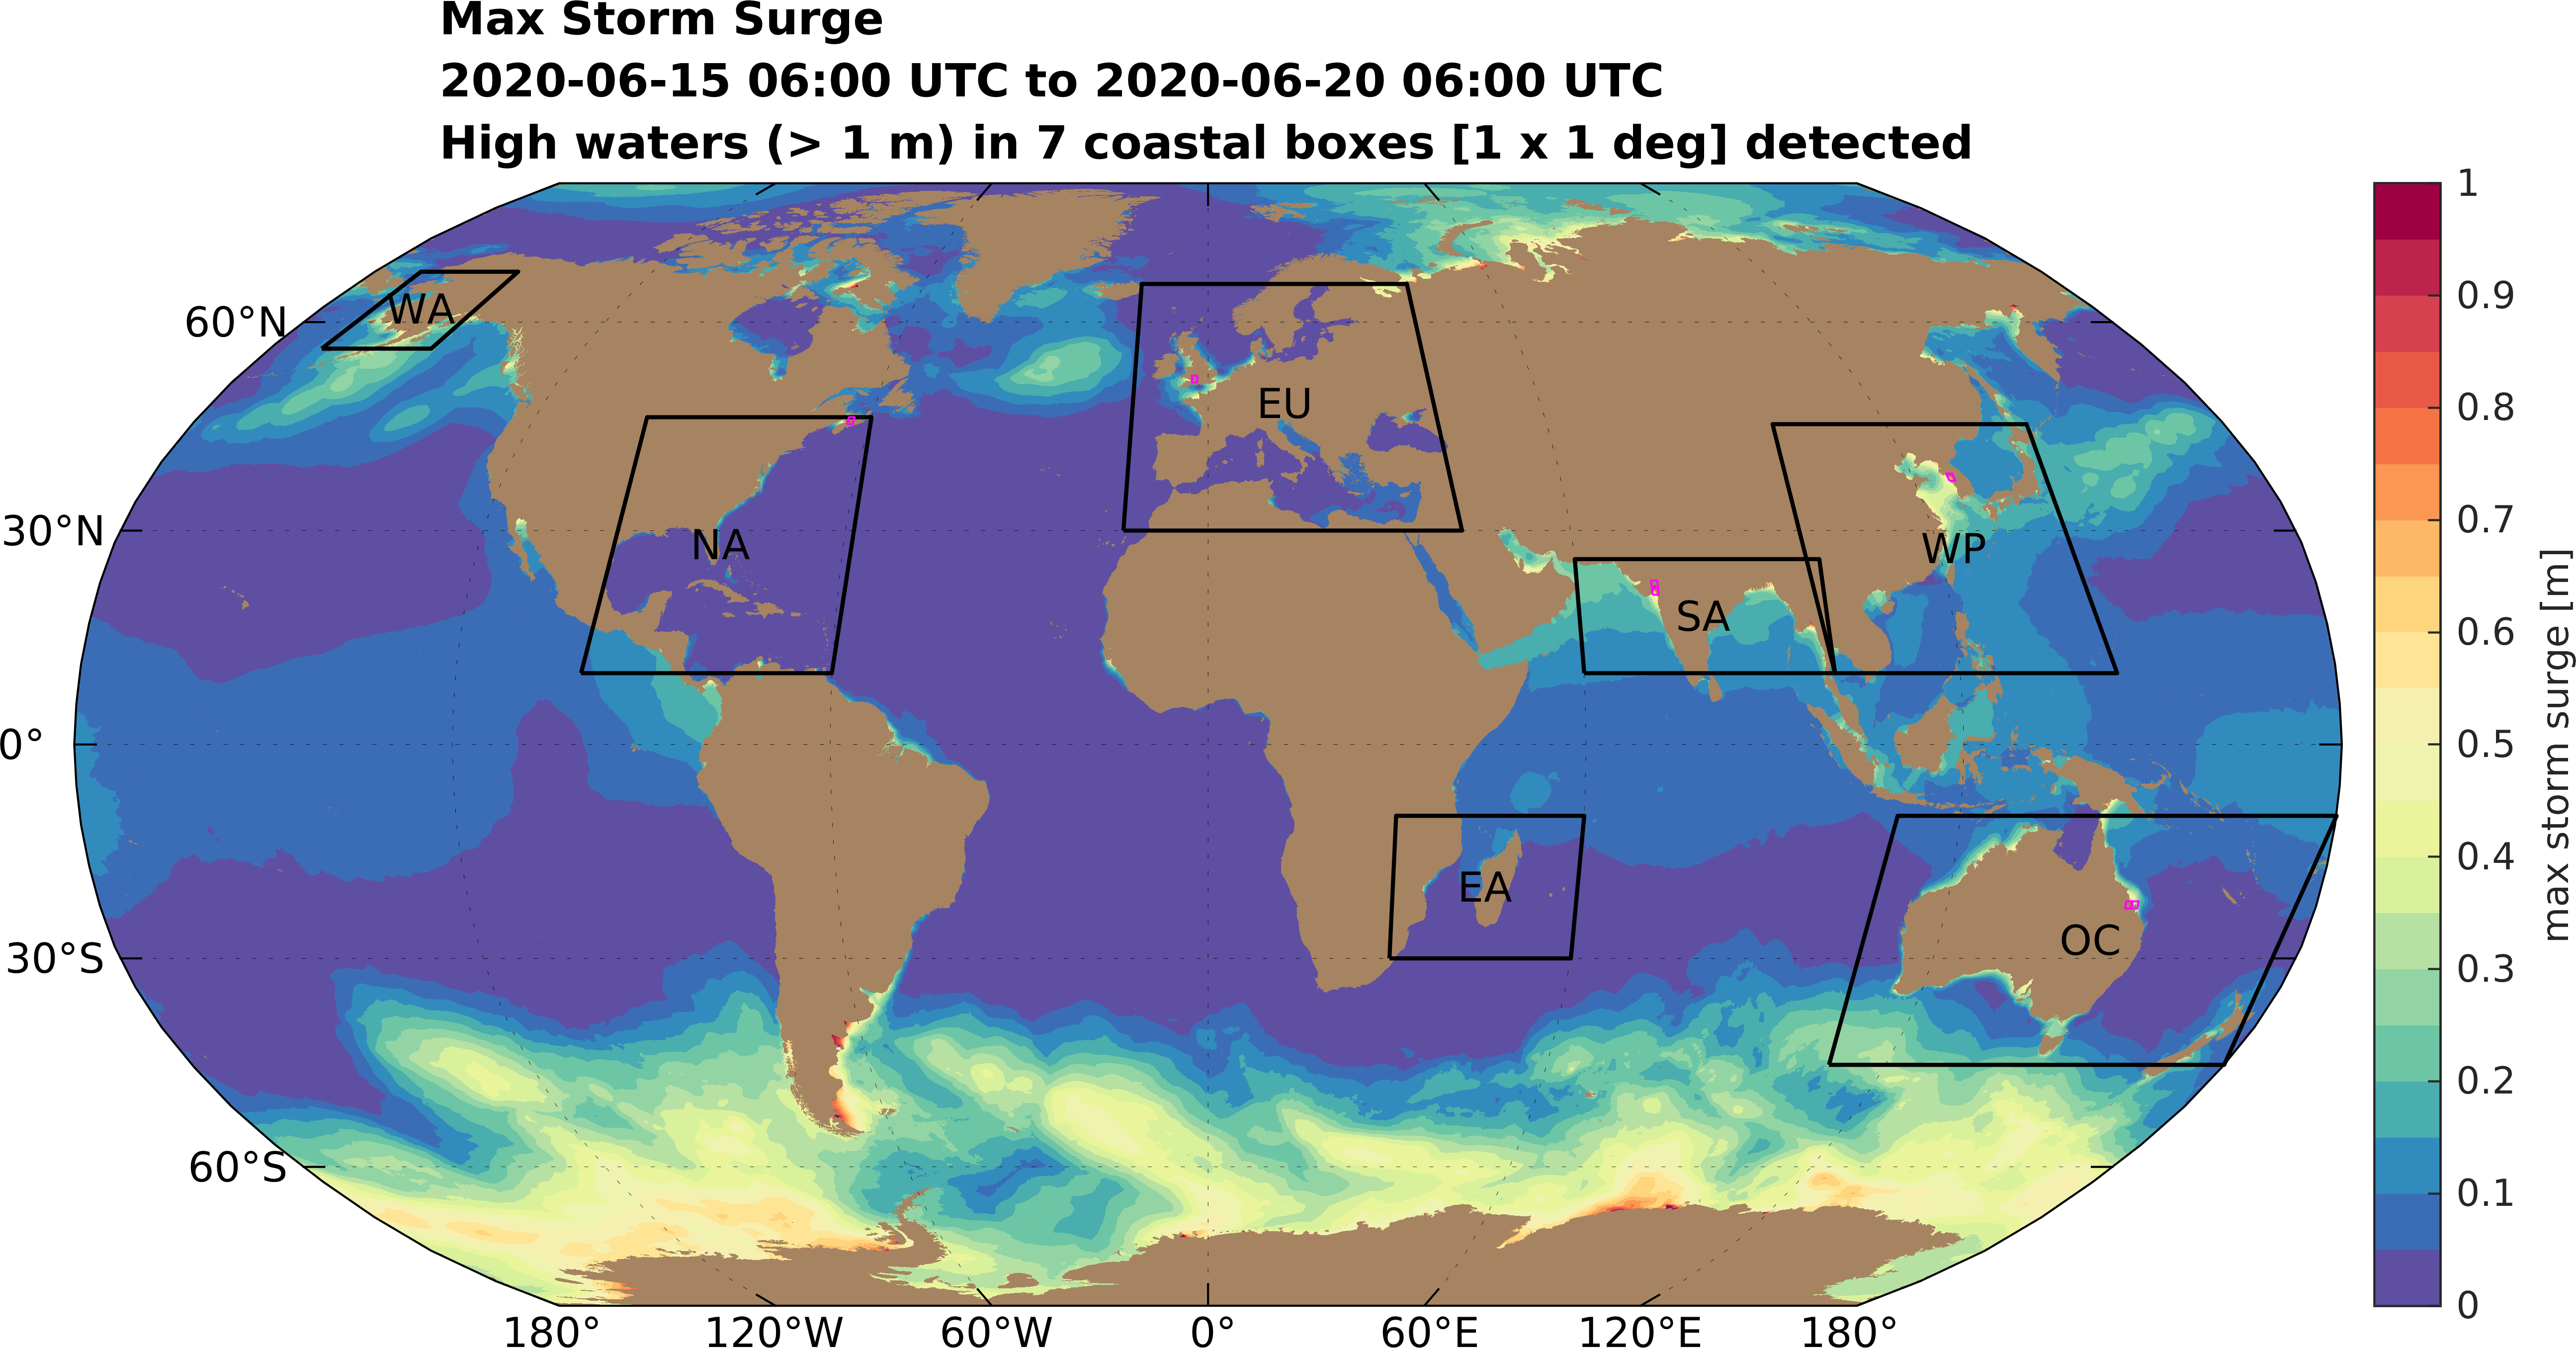 Max Storm Surge
2020-06-15 06:00 UTC to 2020-06-20 06:00 UTC
High waters (> 1 m) in 7 coastal boxes [1 x 1 deg] detected
60°N
30°N
0°
30°S
60°S
WA
NA
EU
SA
WP
EA
OC
180°
120°W
60°W
0°
60°E
120°E
180°
1
0.9
0.8
0.7
0.6
0.5
0.4
0.3
0.2
0.1
0
max storm surge [m]